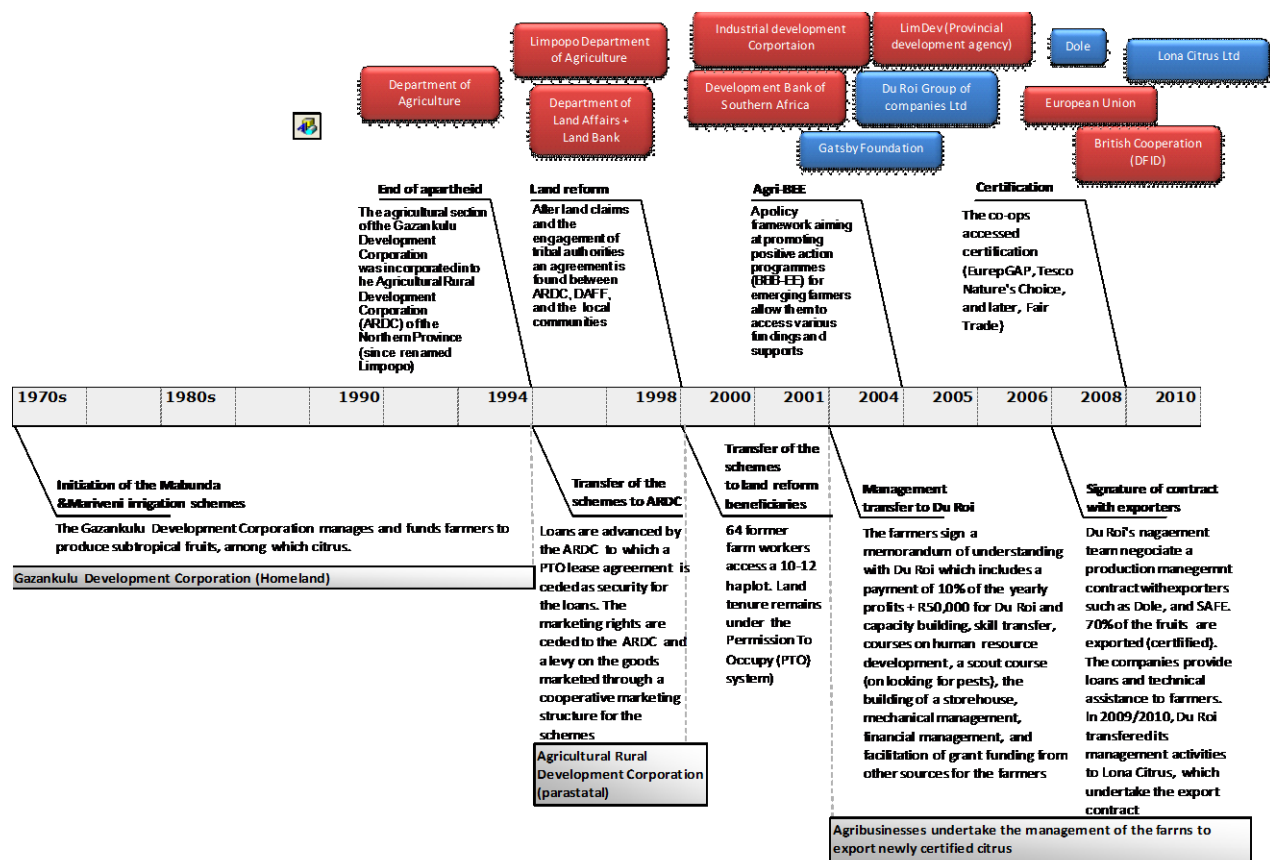 Department of
Agriculture
Limpopo Department
of Agriculture
Department of
Land Affairs +
Land Bank
Industrial development
Corportaion
Development Bank of
Southern Africa
LimDev (Provincial
development agency)
Du Roi Group of
companies Ltd
Gatsby Foundation
Dole
Lona Citrus Ltd
European Union
British Cooperation
(DFID)
End of apartheid
The agricultural section
of the Gazankulu
Development
Corporation
was incorporated into
he Agricultural Rural
Development
Corporation
(ARDC) of the
Northern Province
(since renamed
Limpopo)
Land reform
After land claims
and the
engagement of
tribal authorities
an agreement is
found between
ARDC, DAFF,
and the local
communities
Agri-BEE
A policy
framework aiming
at promoting
positive action
programmes
(BBB-EE) for
emerging farmers
allow them to
access various
fundings and
supports
Certification
The co-ops
accessed
certification
(EurepGAP, Tesco
Nature's Choice,
and later, Fair
Trade)
1970s 1980s 1990 1994 1998 2000 2001 2004 2005 2006 2008 2010
Initiation of the Mabunda
&Mariveni irrigation schemes
The Gazankulu Development Corporation manages and funds farmers to
produce subtropical fruits, among which citrus.
Gazankulu Development Corporation (Homeland)
Transfer of the
schemes to ARDC
Loans are advanced by
the ARDC to which a
PTO lease agreement is
ceded as security for
the loans. The
marketing rights are
ceded to the ARDC and
a levy on the goods
marketed through a
cooperative marketing
structure for the
schemes
Agricultural Rural
Development Corporation
(parastatal)
Transfer of the
schemes
to land reform
beneficiaries
64 former
farm workers
access a 10-12
ha plot. Land
tenure remains
under the
Permission To
Occupy (PTO)
system)
Management
transfer to Du Roi
The farmers sign a
memorandum of understanding
with Du Roi which includes a
payment of 10% of the yearly
profits + R50,000 for Du Roi and
capacity building, skill transfer,
courses on human resource
development, a scout course
(on looking for pests), the
building of a storehouse,
mechanical management,
financial management, and
facilitation of grant funding from
other sources for the farmers
Signature of contract
with exporters
Du Roi's nagaement
team negociate a
production manegemnt
contract with exporters
such as Dole, and SAFE.
70% of the fruits are
exported (certfified).
The companies provide
loans and technical
assistance to farmers.
In 2009/2010, Du Roi
transfered its
management activities
to Lona Citrus, which
undertake the export
contract
Agribusinesses undertake the management of the farms to
export newly certified citrus